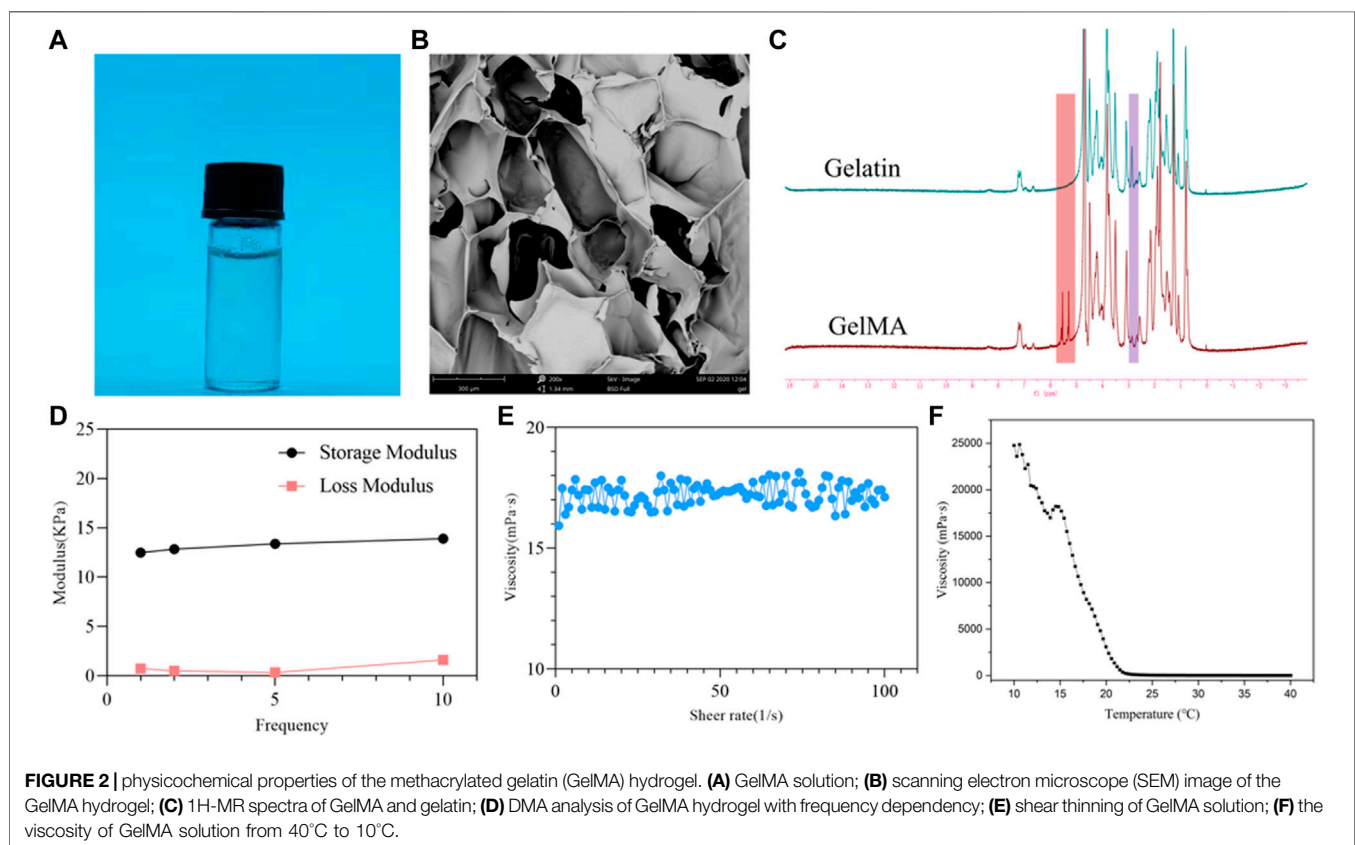 A
B
C
Gelatin
GelMA
300 µm
200x
1.34 mm
5kV - Image
BSD Full
SEP 02 2020 12:04
gel
D
25
20
15
10
5
0
Modulus(KPa)
Storage Modulus
Loss Modulus
0
5
10
Frequency
E
20
15
10
Viscosity(mPa·s)
0
50
100
Sheer rate(1/s)
F
25000
20000
15000
10000
5000
0
Viscosity (mPa·s)
10
15
20
25
30
35
40
Temperature (°C)
FIGURE 2 | physicochemical properties of the methacrylated gelatin (GelMA) hydrogel. (A) GelMA solution; (B) scanning electron microscope (SEM) image of the
GelMA hydrogel; (C) 1H-MR spectra of GelMA and gelatin; (D) DMA analysis of GelMA hydrogel with frequency dependency; (E) shear thinning of GelMA solution; (F) the
viscosity of GelMA solution from 40°C to 10°C.